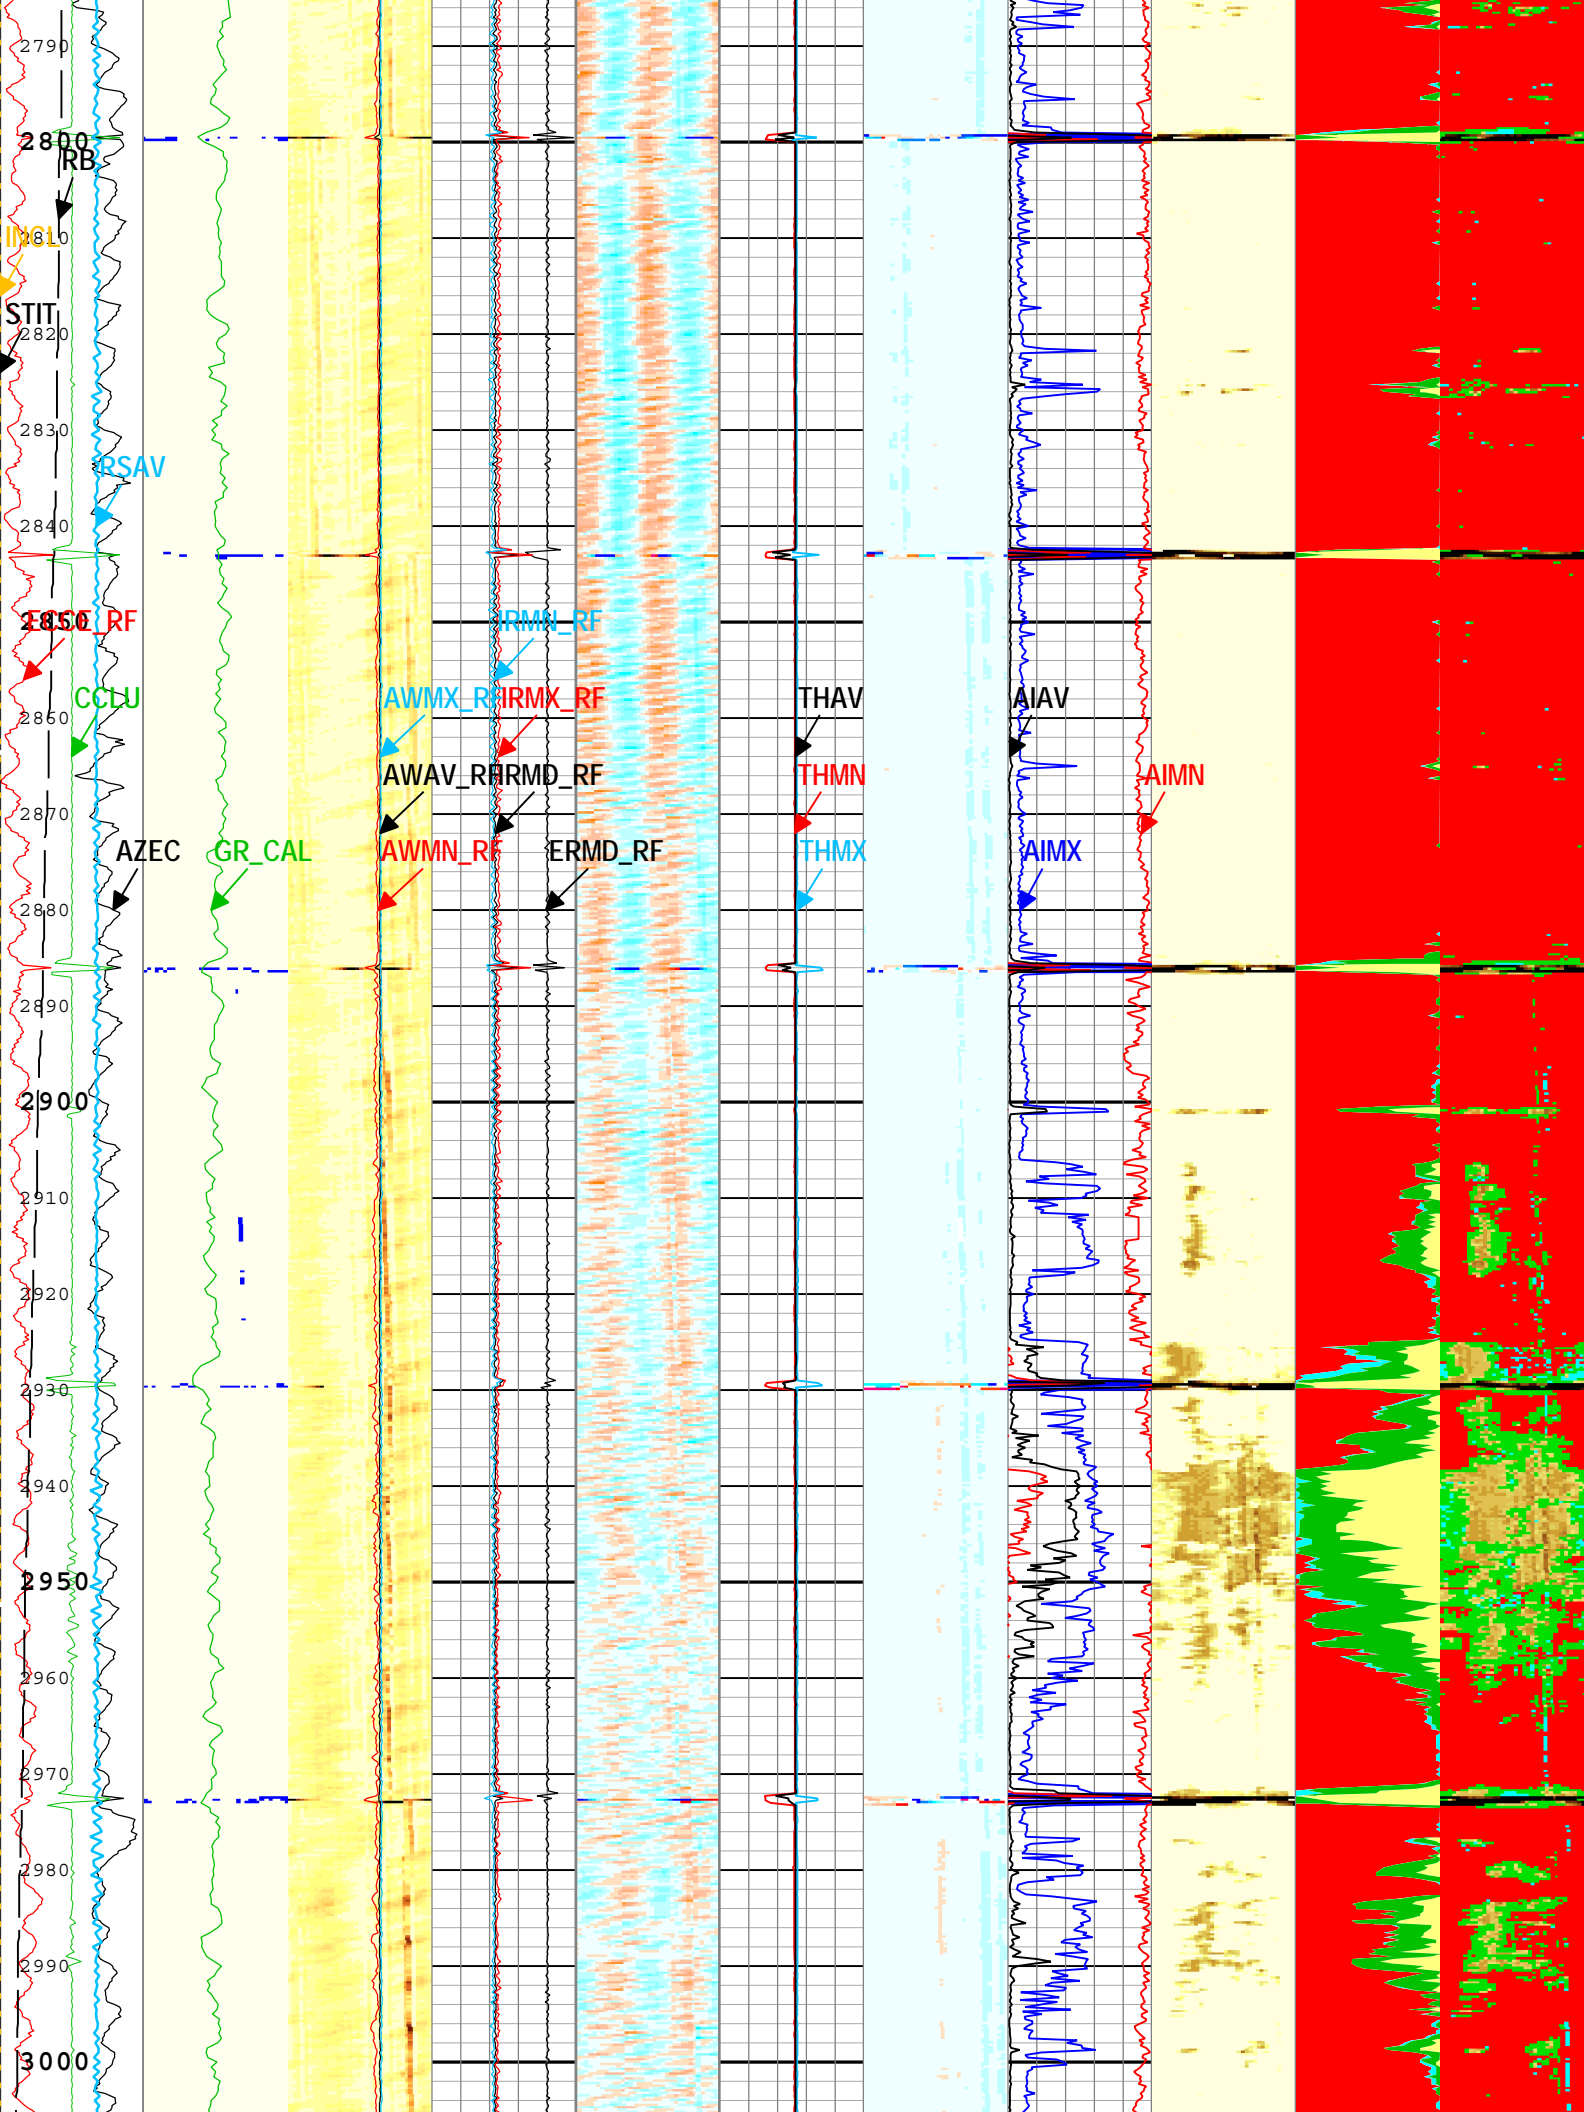 2790
2800
RB
INCL
2810
STIT
2820
2830
RSAV
2840
ECCE_RF
2850
IRMN_RF
CCLU
AWMX_RF
IRMX_RF
THAV
AIAV
2860
AWAV_RF
IRMD_RF
THMN
AIMN
2870
AZEC
GR_CAL
AWMN_RF
ERMD_RF
THMX
AIMX
2880
2890
2900
2910
2920
2930
2940
2950
2960
2970
2980
2990
3000